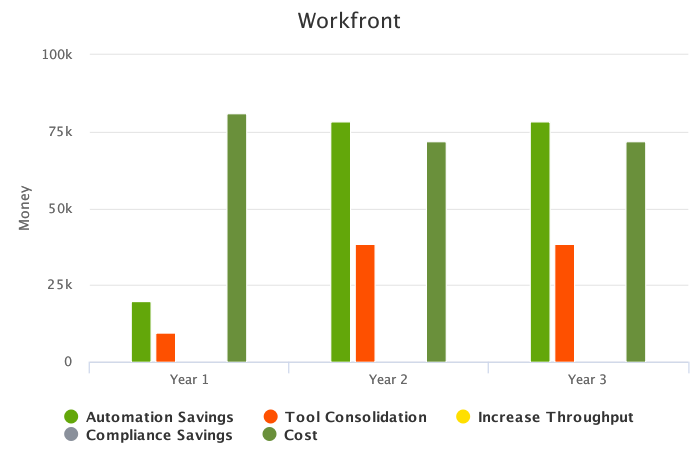 Workfront
100k
75k
50k
25k
0
Money
Year 1 Year 2 Year 3
Automation Savings Tool Consolidation Increase Throughput
Compliance Savings Cost